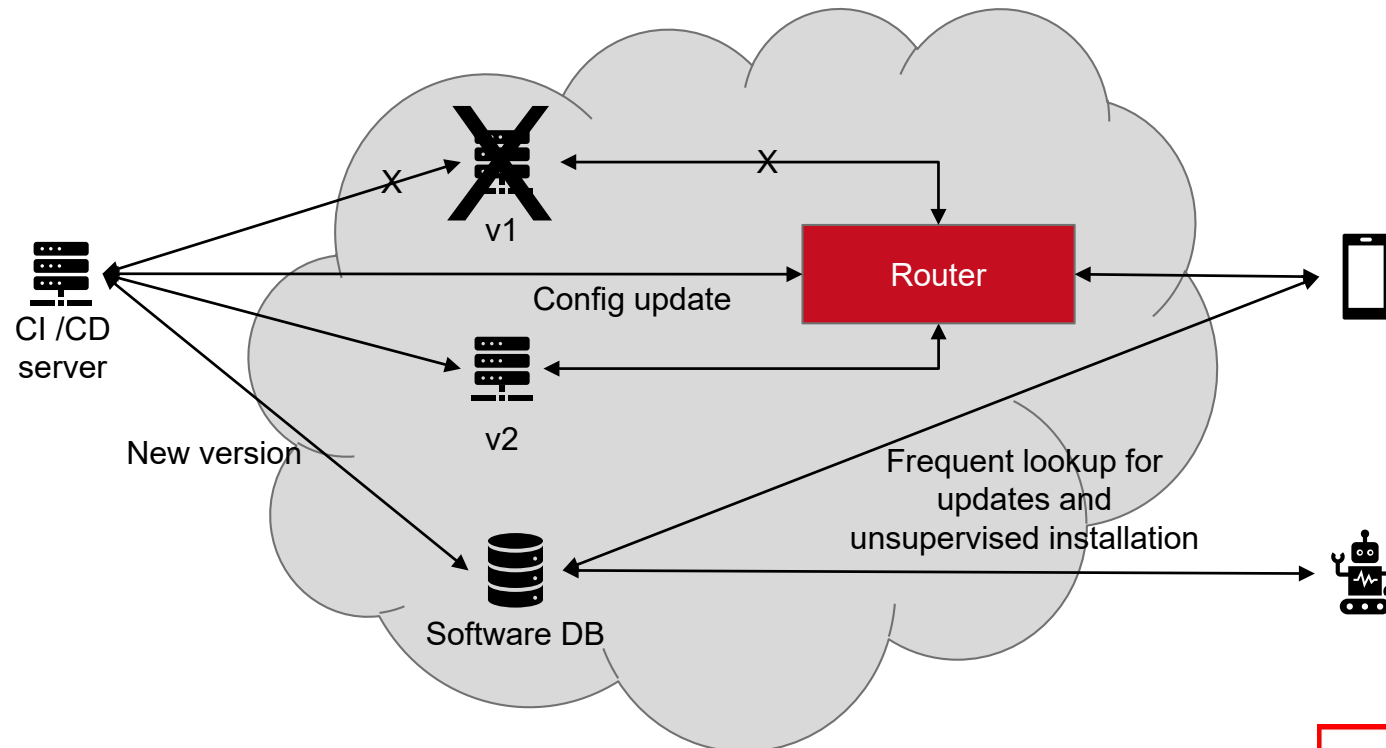 X
X
v1
Router
Config update
CI /CD
server
v2
New version
Frequent lookup for
updates and
unsupervised installation
Software DB